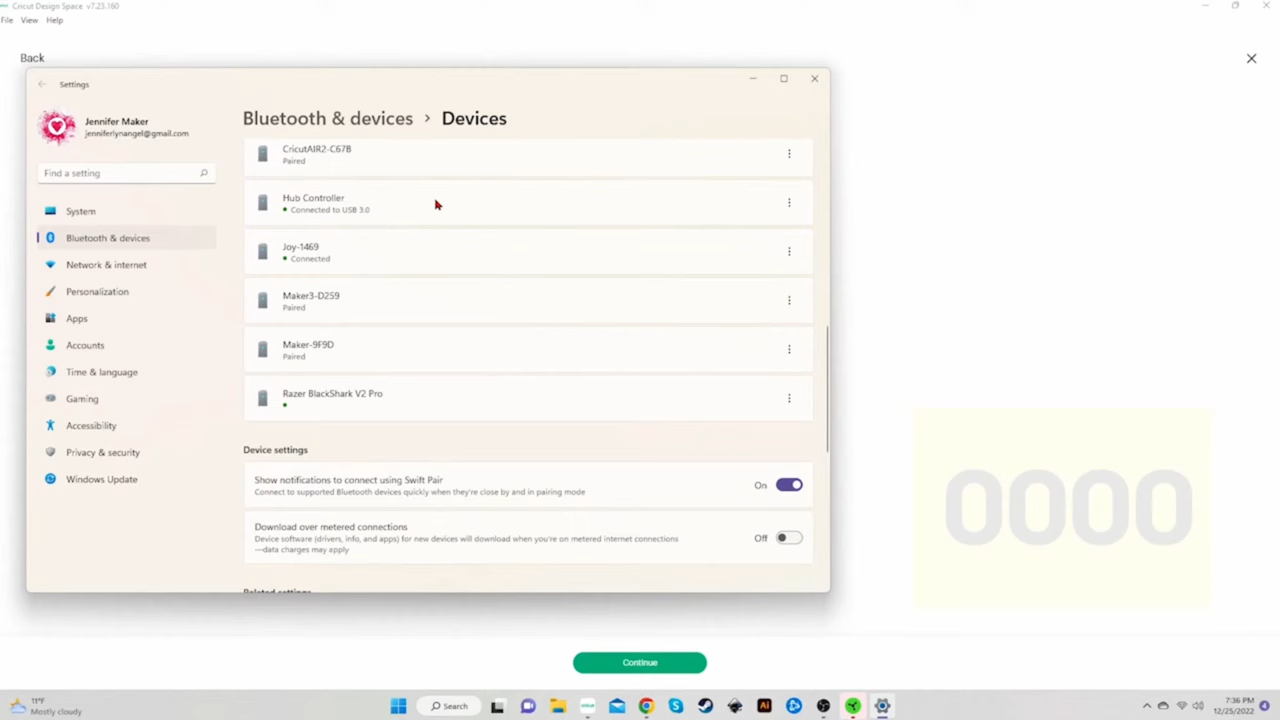 Cricut Design Space v7.23.160
File View Help
Back
Settings
Jennifer Maker
jenniferlynangel@gmail.com
Find a setting
System
Bluetooth & devices
Network & internet
Personalization
Apps
Accounts
Time & language
Gaming
Accessibility
Privacy & security
Windows Update
Bluetooth & devices > Devices
CricutAIR2-C67B
Paired
Hub Controller
Connected to USB 3.0
Joy-1469
Connected
Maker3-D259
Paired
Maker-9F9D
Paired
Razer BlackShark V2 Pro
Device settings
Show notifications to connect using Swift Pair
Connect to supported Bluetooth devices quickly when they're close by and in pairing mode
On
Download over metered connections
Device software (drivers, info, and apps) for new devices will download when you're on metered internet connections
—data charges may apply
Off
Related settings
0000
Continue
11°F
Mostly cloudy
Search
Ai
7:36 PM
12/25/2022